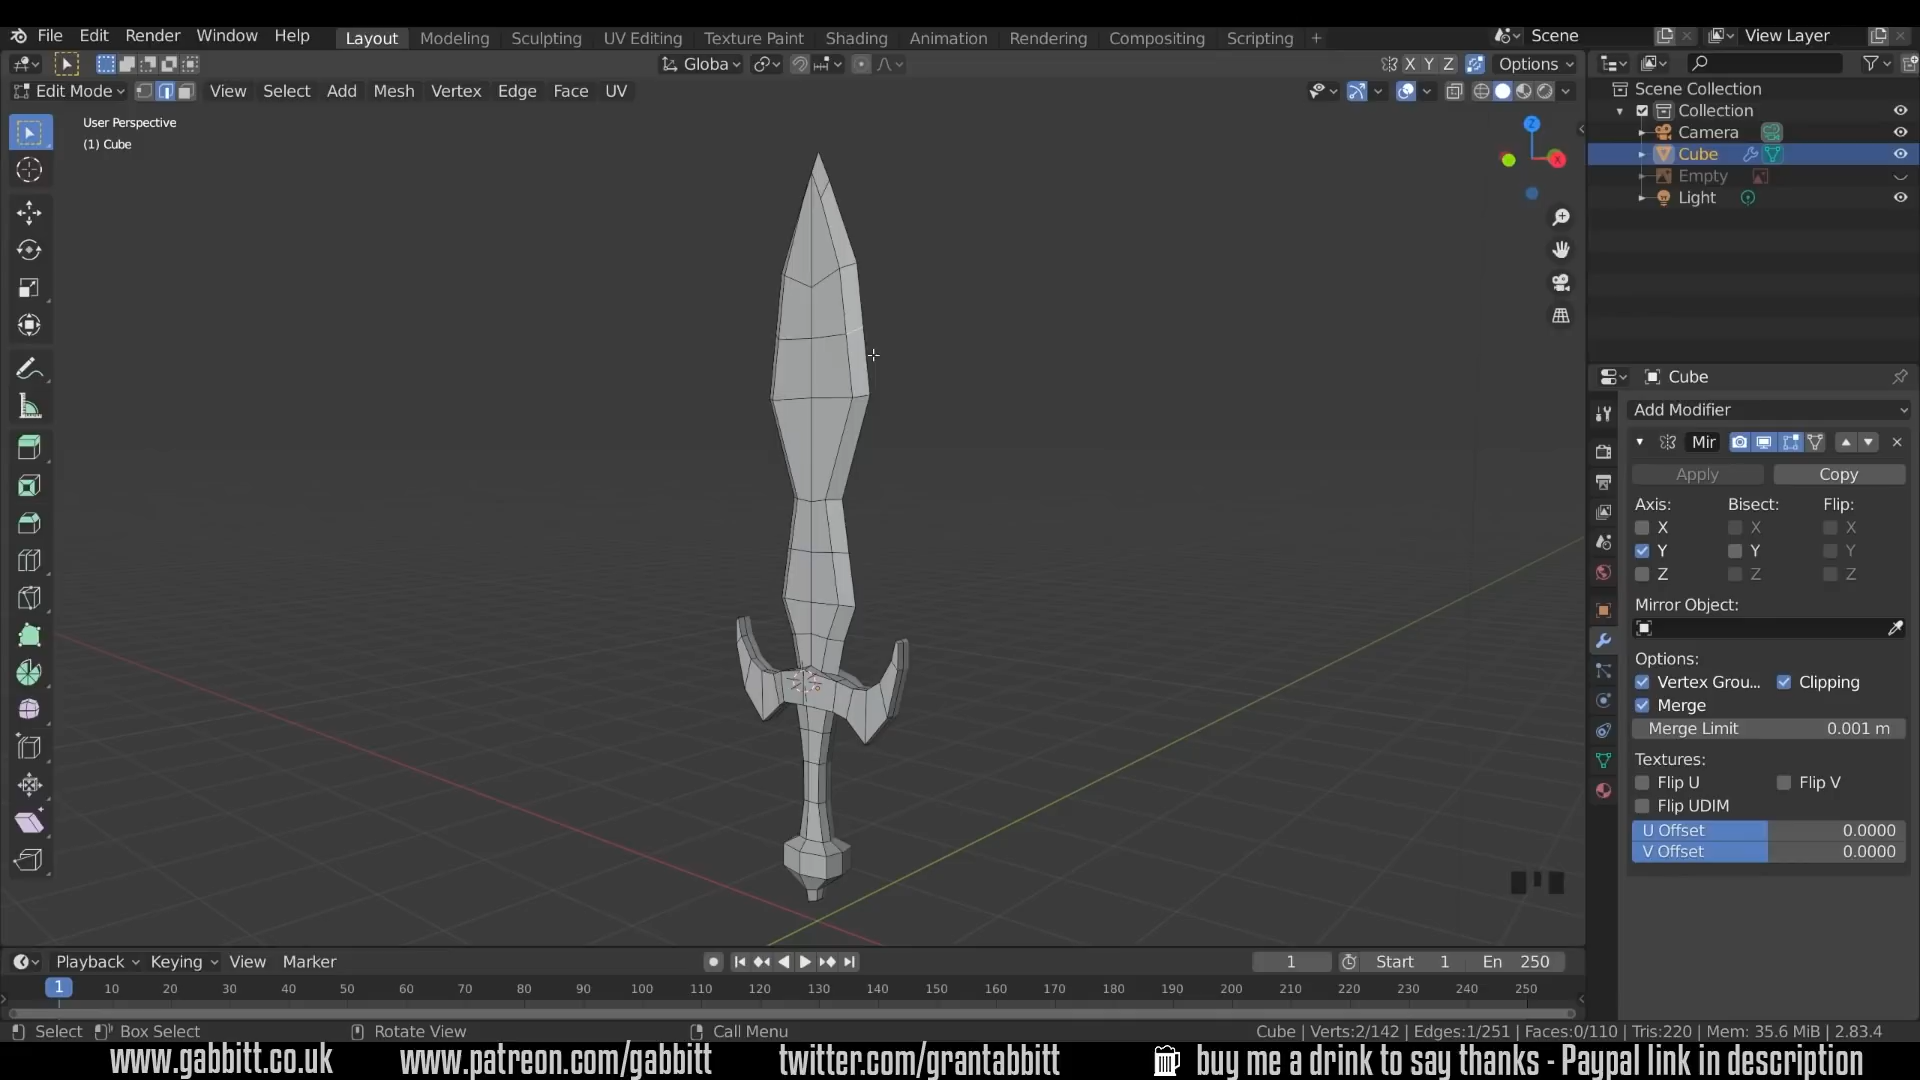 File Edit Render Window Help Layout Modeling Sculpting UV Editing Texture Paint Shading Animation Rendering Compositing Scripting + Scene View Layer
Globa X Y Z Options
Edit Mode View Select Add Mesh Vertex Edge Face UV
User Perspective
(1) Cube
Z
X
Scene Collection
Collection
Camera
Cube
Empty
Light
Cube
Add Modifier
Mir
Apply Copy
Axis: Bisect: Flip:
X X X
Y Y Y
Z Z Z
Mirror Object:
Options:
Vertex Grou... Clipping
Merge
Merge Limit 0.001 m
Textures:
Flip U Flip V
Flip UDIM
U Offset 0.0000
V Offset 0.0000
Playback Keying View Marker 1 Start 1 En 250
1 10 20 30 40 50 60 70 80 90 100 110 120 130 140 150 160 170 180 190 200 210 220 230 240 250
Select Box Select Rotate View Call Menu Cube | Verts:2/142 | Edges:1/251 | Faces:0/110 | Tris:220 | Mem: 35.6 MiB | 2.83.4
www.gabbitt.co.uk www.patreon.com/gabbitt twitter.com/grantabbitt buy me a drink to say thanks - Paypal link in description